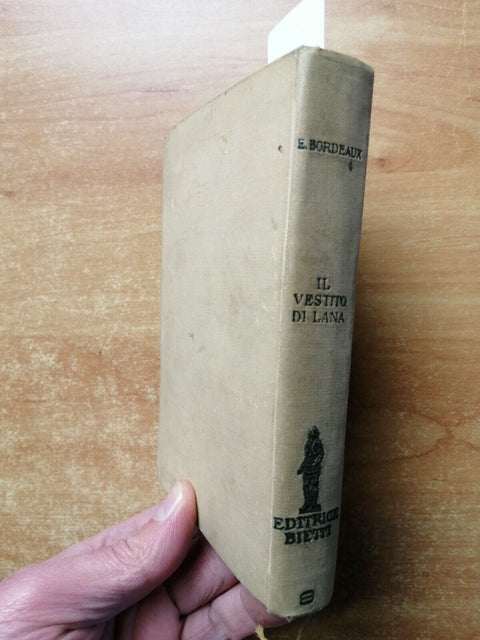 E. BORDEAUX
IL
VESTITO
DI LANA
EDITRICE
BIETTI